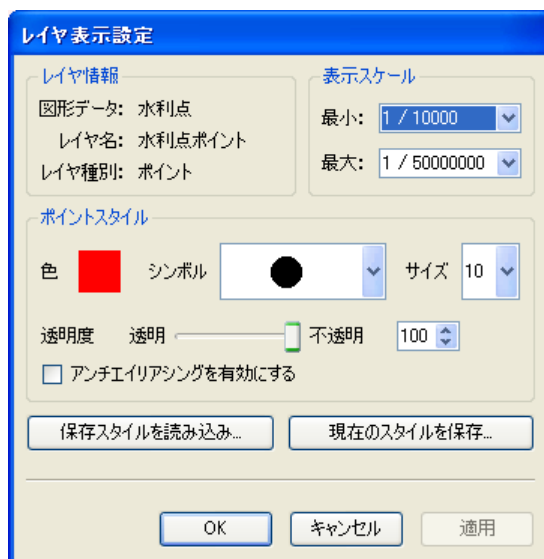 レイヤ表示設定
レイヤ情報
図形データ: 水利点
レイヤ名: 水利点ポイント
レイヤ種別: ポイント
表示スケール
最小: 1 / 10000
最大: 1 / 50000000
ポイントスタイル
色 シンボル サイズ 10
透明度 透明 不透明 100
アンチエイリアシングを有効にする
保存スタイルを読み込み... 現在のスタイルを保存...
OK キャンセル 適用